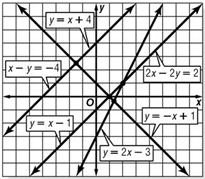 y = x + 4
y
x − y = −4
2x − 2y = 2
O
x
y = x − 1
y = −x + 1
y = 2x − 3